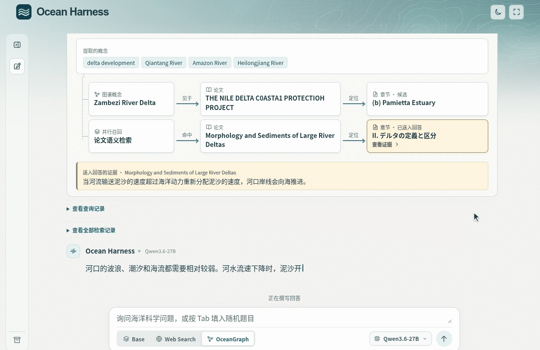 Ocean Harness
提取的概念
delta development
Qiantang River
Amazon River
Heilongjiang River
图谱概念
Zambezi River Delta
见于
论文
THE NILE DELTA COASTA1 PROTECTION
PROJECT
定位
章节 · 候选
(b) Pamietta Estuary
并行召回
论文语义检索
命中
论文
Morphology and Sediments of Large River
Deltas
定位
章节 · 已送入回答
II. デルタの定義と区分
查看证据 >
送入回答的证据 · Morphology and Sediments of Large River Deltas
当河流输送泥沙的速度超过海洋动力重新分配泥沙的速度，河口岸线会向海推进。
▶ 查看查询记录
▶ 查看全部检索记录
Ocean Harness
Qwen3.6-27B
河口的波浪、潮汐和海流都需要相对较弱。河水流速下降时，泥沙开
正在撰写回答
询问海洋科学问题，或按 Tab 填入随机题目
Base
Web Search
OceanGraph
Qwen3.6-27B